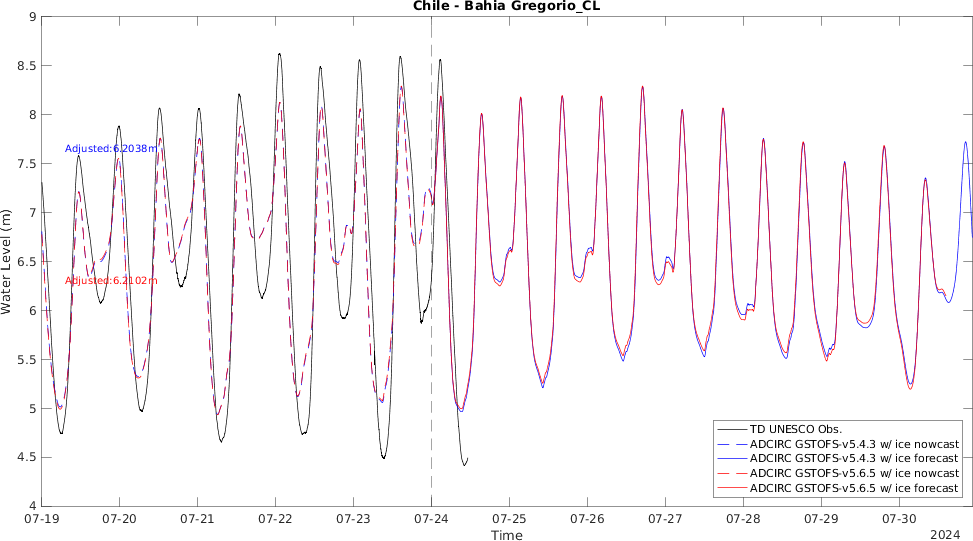 Chile - Bahia Gregorio_CL
9
8.5
8
7.5
7
6.5
6
5.5
5
4.5
4
Water Level (m)
Adjusted:6.2038m
Adjusted:6.2102m
TD UNESCO Obs.
ADCIRC GSTOFS-v5.4.3 w/ ice nowcast
ADCIRC GSTOFS-v5.4.3 w/ ice forecast
ADCIRC GSTOFS-v5.6.5 w/ ice nowcast
ADCIRC GSTOFS-v5.6.5 w/ ice forecast
07-19 07-20 07-21 07-22 07-23 07-24 07-25 07-26 07-27 07-28 07-29 07-30
Time
2024